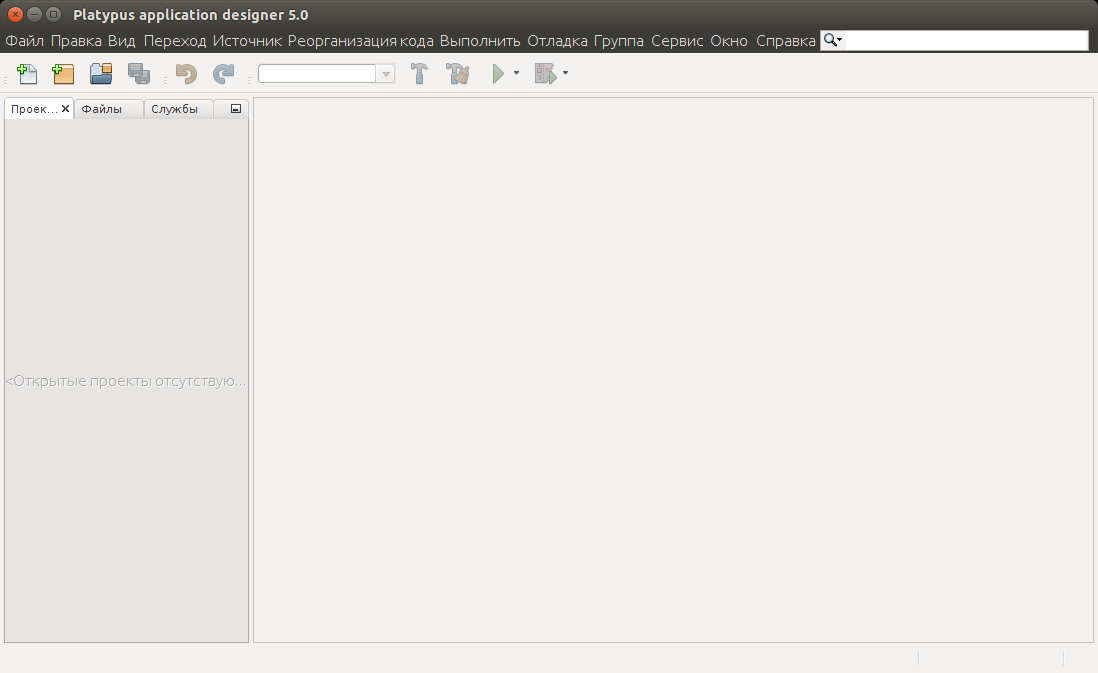 Platypus application designer 5.0
Файл Правка Вид Переход Источник Реорганизация кода Выполнить Отладка Группа Сервис Окно Справка
Проек... Файлы Службы
<Открытые проекты отсутствую...